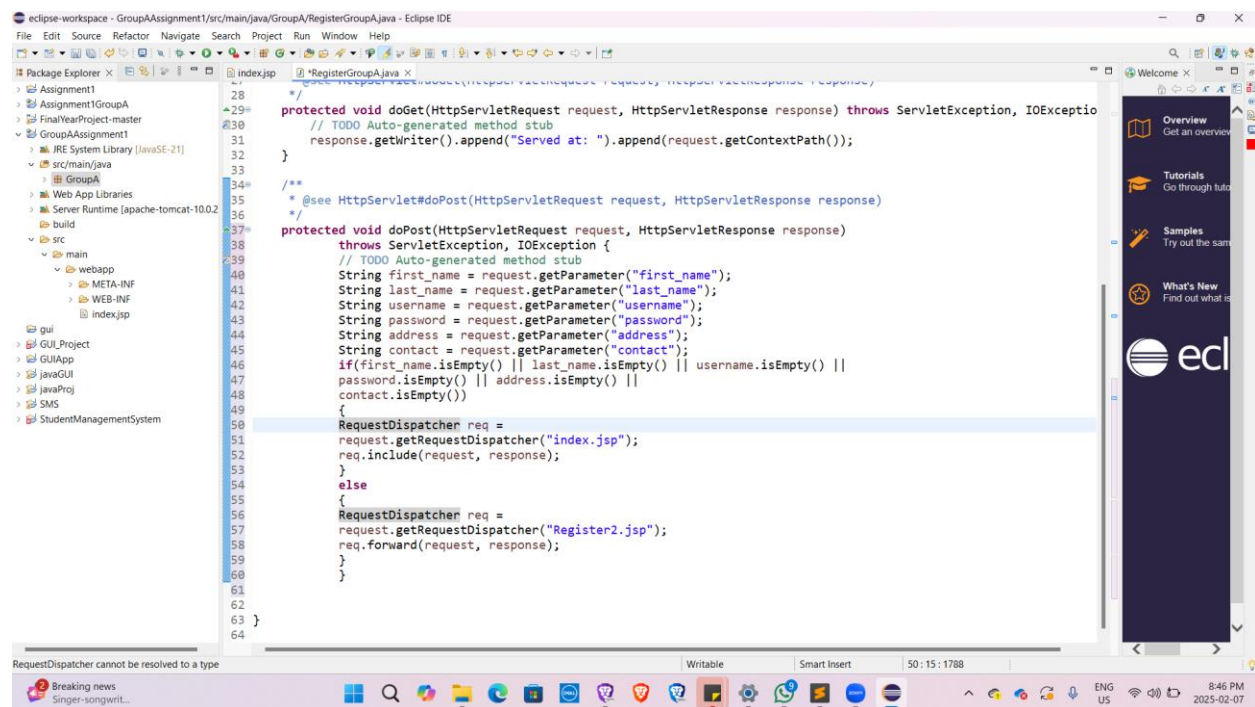 eclipse-workspace - GroupAAssignment1/src/main/java/GroupA/RegisterGroupA.java - Eclipse IDE
File Edit Source Refactor Navigate Search Project Run Window Help
Package Explorer
Assignment1
Assignment1GroupA
FinalYearProject-master
GroupAAssignment1
JRE System Library [JavaSE-21]
src/main/java
GroupA
Web App Libraries
Server Runtime [apache-tomcat-10.0.2
build
src
main
webapp
META-INF
WEB-INF
index.jsp
gui
GUI_Project
GUIApp
javaGUI
javaProj
SMS
StudentManagementSystem
index.jsp *RegisterGroupA.java
28 */
29 protected void doGet(HttpServletRequest request, HttpServletResponse response) throws ServletException, IOExceptio
30 // TODO Auto-generated method stub
31 response.getWriter().append("Served at: ").append(request.getContextPath());
32 }
33
34 /**
35 * @see HttpServlet#doPost(HttpServletRequest request, HttpServletResponse response)
36 */
37 protected void doPost(HttpServletRequest request, HttpServletResponse response)
38 throws ServletException, IOException {
39 // TODO Auto-generated method stub
40 String first_name = request.getParameter("first_name");
41 String last_name = request.getParameter("last_name");
42 String username = request.getParameter("username");
43 String password = request.getParameter("password");
44 String address = request.getParameter("address");
45 String contact = request.getParameter("contact");
46 if(first_name.isEmpty() || last_name.isEmpty() || username.isEmpty() ||
47 password.isEmpty() || address.isEmpty() ||
48 contact.isEmpty())
49 {
50 RequestDispatcher req =
51 request.getRequestDispatcher("index.jsp");
52 req.include(request, response);
53 }
54 else
55 {
56 RequestDispatcher req =
57 request.getRequestDispatcher("Register2.jsp");
58 req.forward(request, response);
59 }
60 }
61
62
63 }
64
Welcome
Overview
Get an overview
Tutorials
Go through tuto
Samples
Try out the sam
What's New
Find out what is
ecl
RequestDispatcher cannot be resolved to a type
Writable
Smart Insert
50 : 15 : 1788
2
Breaking news
Singer-songwrit...
DELL
9
ENG
US
8:46 PM
2025-02-07